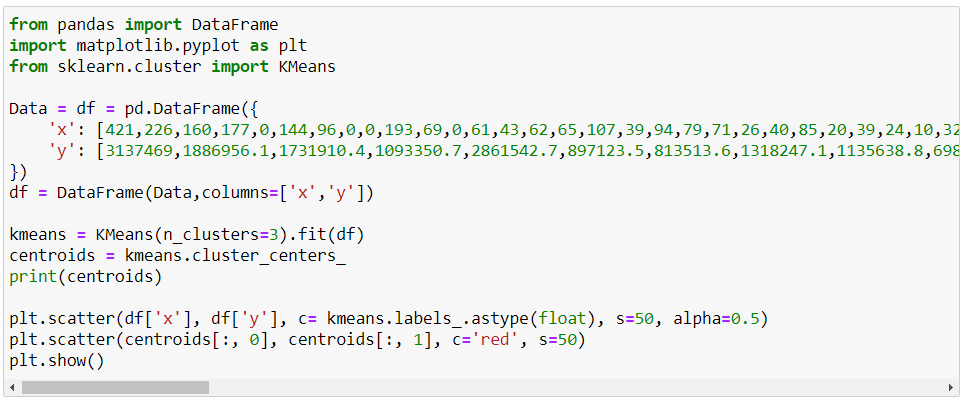 from pandas import DataFrame
import matplotlib.pyplot as plt
from sklearn.cluster import KMeans

Data = df = pd.DataFrame({
    'x': [421,226,160,177,0,144,96,0,0,193,69,0,61,43,62,65,107,39,94,79,71,26,40,85,20,39,24,10,32
    'y': [3137469,1886956.1,1731910.4,1093350.7,2861542.7,897123.5,813513.6,1318247.1,1135638.8,698
})
df = DataFrame(Data,columns=['x','y'])

kmeans = KMeans(n_clusters=3).fit(df)
centroids = kmeans.cluster_centers_
print(centroids)

plt.scatter(df['x'], df['y'], c= kmeans.labels_.astype(float), s=50, alpha=0.5)
plt.scatter(centroids[:, 0], centroids[:, 1], c='red', s=50)
plt.show()